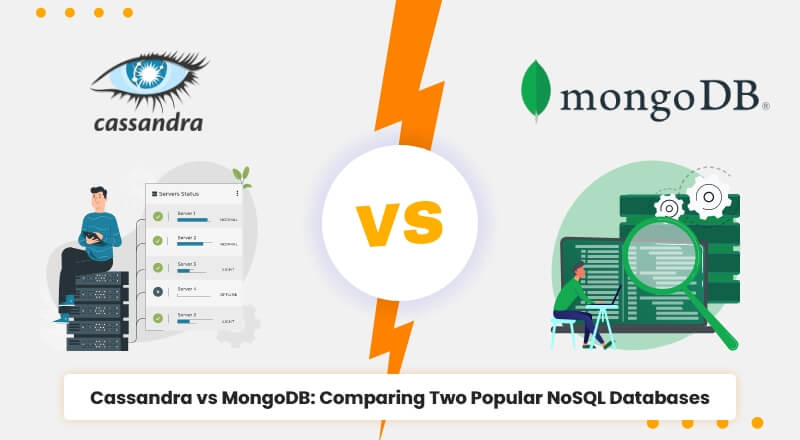 cassandra
mongoDB®
VS
Servers Status
Server 1
NORMAL
Server 2
NORMAL
Server 3
LIGHT
Server 4
OFFLINE
Server 5
LIGHT
Cassandra vs MongoDB: Comparing Two Popular NoSQL Databases